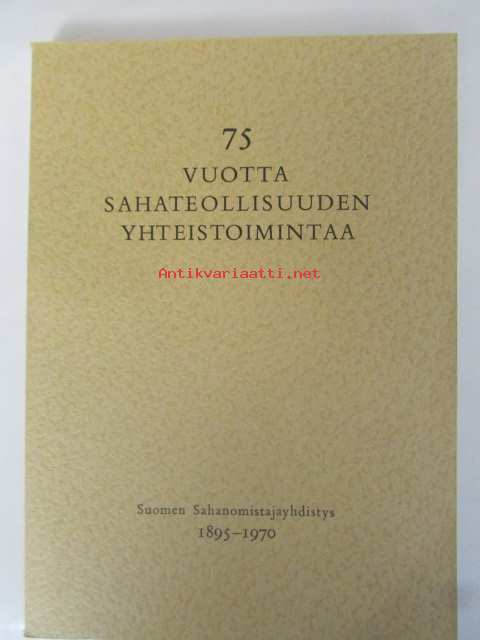 75
VUOTTA
SAHATEOLLISUUDEN
YHTEISTOIMINTAA
Antikvariaatti.net
Suomen Sahanomistajayhdistys
1895–1970